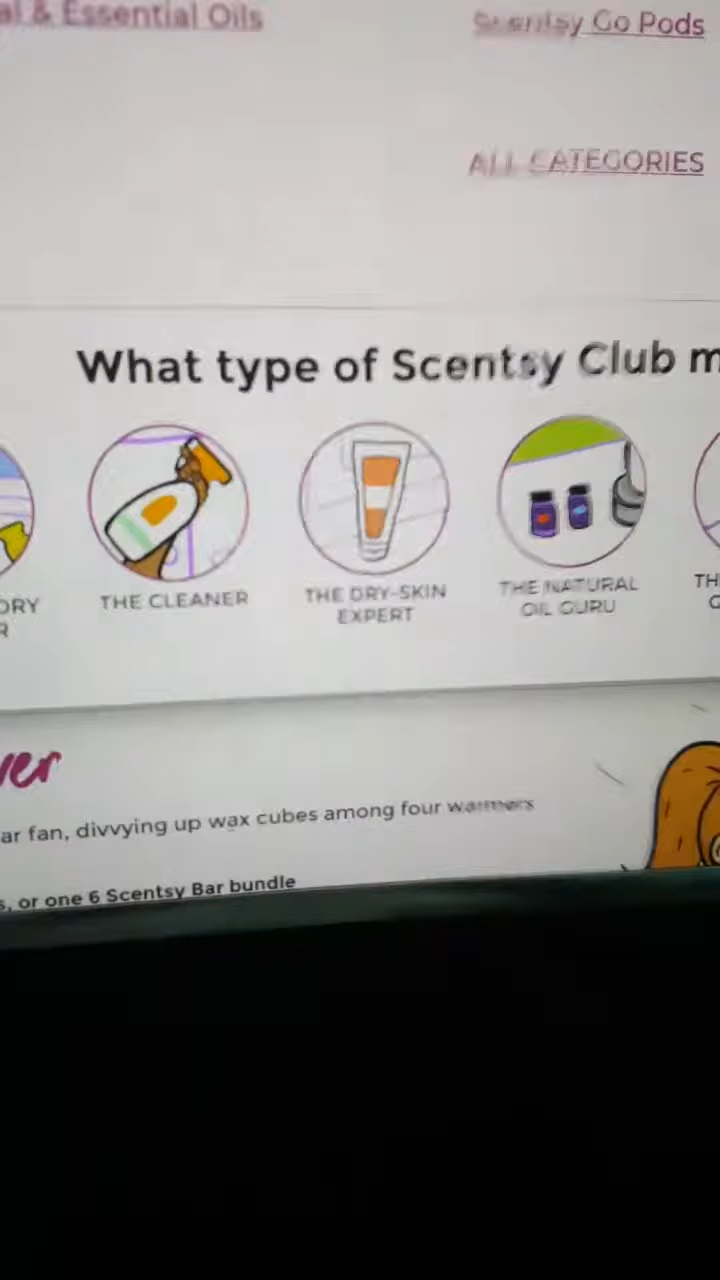 al & Essential Oils
Scentsy Go Pods
ALL CATEGORIES
What type of Scentsy Club m
ORY
R
THE CLEANER
THE DRY-SKIN
EXPERT
THE NATURAL
OIL GURU
TH
G
ver
ar fan, divvying up wax cubes among four warmers
s, or one 6 Scentsy Bar bundle